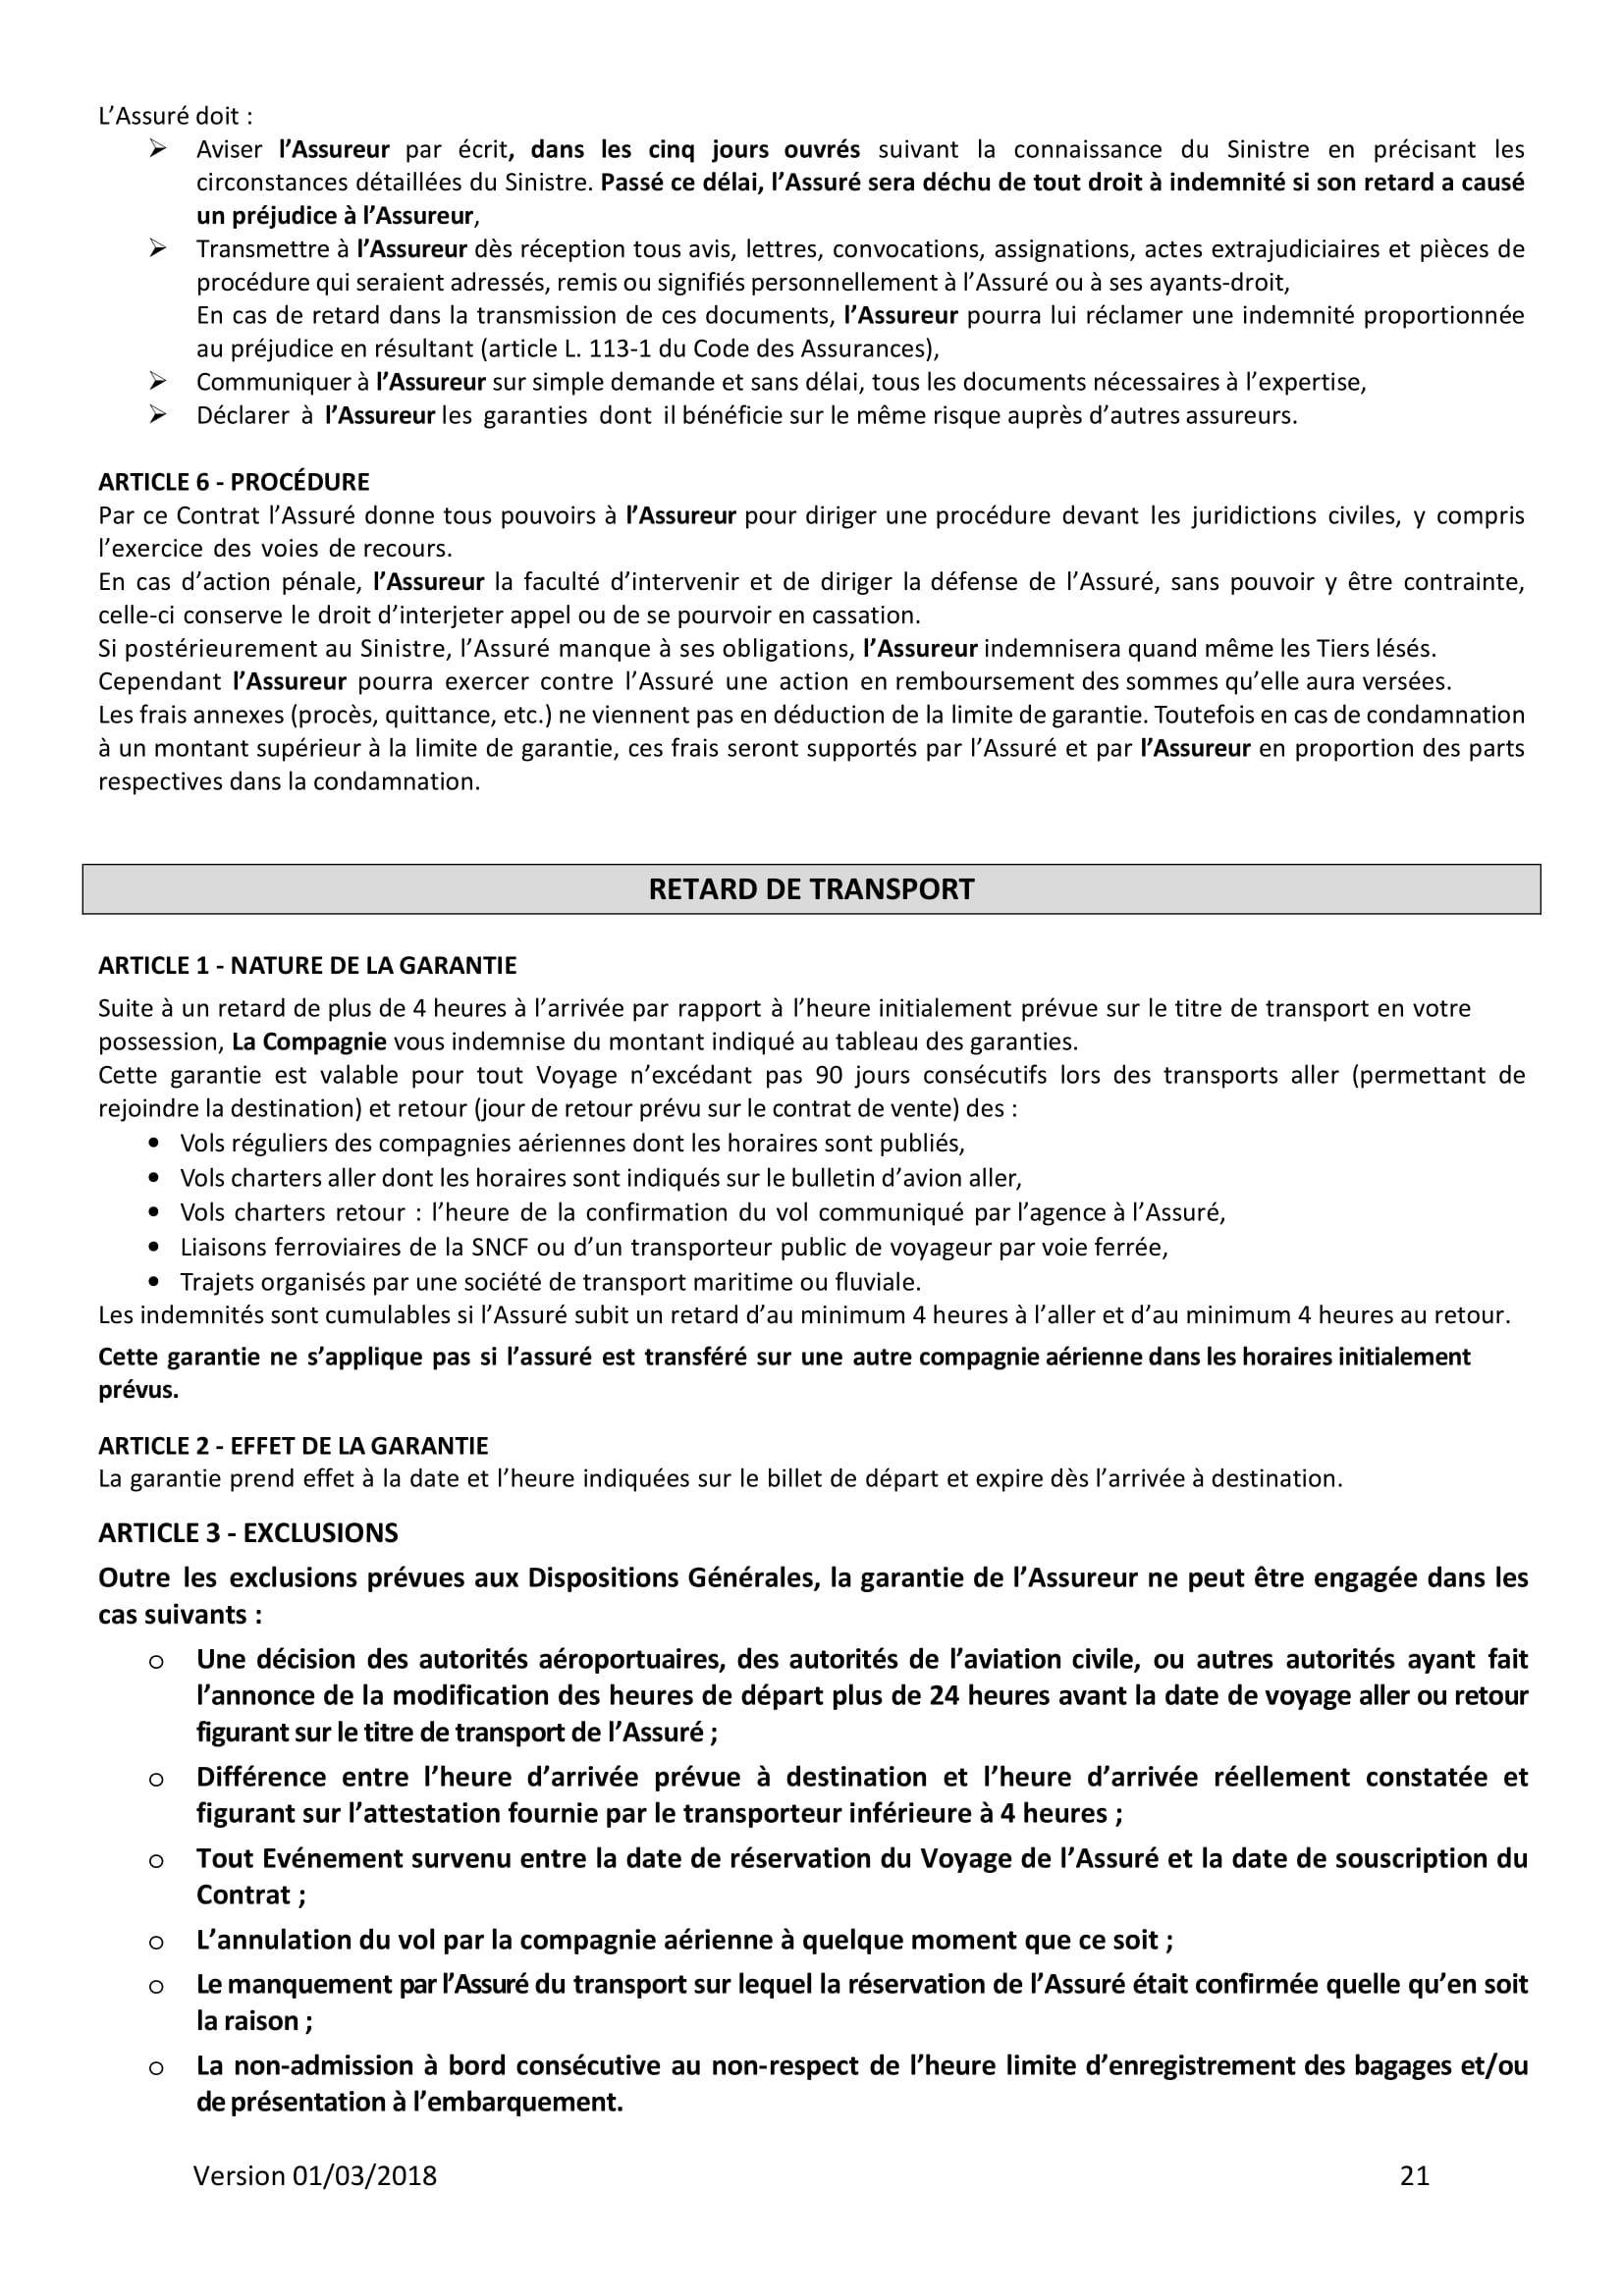 L’Assuré doit :
➢ Aviser l’Assureur par écrit, dans les cinq jours ouvrés suivant la connaissance du Sinistre en précisant les
circonstances détaillées du Sinistre. Passé ce délai, l’Assuré sera déchu de tout droit à indemnité si son retard a causé
un préjudice à l’Assureur,
➢ Transmettre à l’Assureur dès réception tous avis, lettres, convocations, assignations, actes extrajudiciaires et pièces de
procédure qui seraient adressés, remis ou signifiés personnellement à l’Assuré ou à ses ayants-droit,
En cas de retard dans la transmission de ces documents, l’Assureur pourra lui réclamer une indemnité proportionnée
au préjudice en résultant (article L. 113-1 du Code des Assurances),
➢ Communiquer à l’Assureur sur simple demande et sans délai, tous les documents nécessaires à l’expertise,
➢ Déclarer à l’Assureur les garanties dont il bénéficie sur le même risque auprès d’autres assureurs.
ARTICLE 6 - PROCÉDURE
Par ce Contrat l’Assuré donne tous pouvoirs à l’Assureur pour diriger une procédure devant les juridictions civiles, y compris
l’exercice des voies de recours.
En cas d’action pénale, l’Assureur la faculté d’intervenir et de diriger la défense de l’Assuré, sans pouvoir y être contrainte,
celle-ci conserve le droit d’interjeter appel ou de se pourvoir en cassation.
Si postérieurement au Sinistre, l’Assuré manque à ses obligations, l’Assureur indemnisera quand même les Tiers lésés.
Cependant l’Assureur pourra exercer contre l’Assuré une action en remboursement des sommes qu’elle aura versées.
Les frais annexes (procès, quittance, etc.) ne viennent pas en déduction de la limite de garantie. Toutefois en cas de condamnation
à un montant supérieur à la limite de garantie, ces frais seront supportés par l’Assuré et par l’Assureur en proportion des parts
respectives dans la condamnation.
RETARD DE TRANSPORT
ARTICLE 1 - NATURE DE LA GARANTIE
Suite à un retard de plus de 4 heures à l’arrivée par rapport à l’heure initialement prévue sur le titre de transport en votre
possession, La Compagnie vous indemnise du montant indiqué au tableau des garanties.
Cette garantie est valable pour tout Voyage n’excédant pas 90 jours consécutifs lors des transports aller (permettant de
rejoindre la destination) et retour (jour de retour prévu sur le contrat de vente) des :
• Vols réguliers des compagnies aériennes dont les horaires sont publiés,
• Vols charters aller dont les horaires sont indiqués sur le bulletin d’avion aller,
• Vols charters retour : l’heure de la confirmation du vol communiqué par l’agence à l’Assuré,
• Liaisons ferroviaires de la SNCF ou d’un transporteur public de voyageur par voie ferrée,
• Trajets organisés par une société de transport maritime ou fluviale.
Les indemnités sont cumulables si l’Assuré subit un retard d’au minimum 4 heures à l’aller et d’au minimum 4 heures au retour.
Cette garantie ne s’applique pas si l’assuré est transféré sur une autre compagnie aérienne dans les horaires initialement
prévus.
ARTICLE 2 - EFFET DE LA GARANTIE
La garantie prend effet à la date et l’heure indiquées sur le billet de départ et expire dès l’arrivée à destination.
ARTICLE 3 - EXCLUSIONS
Outre les exclusions prévues aux Dispositions Générales, la garantie de l’Assureur ne peut être engagée dans les
cas suivants :
o Une décision des autorités aéroportuaires, des autorités de l’aviation civile, ou autres autorités ayant fait
l’annonce de la modification des heures de départ plus de 24 heures avant la date de voyage aller ou retour
figurant sur le titre de transport de l’Assuré ;
o Différence entre l’heure d’arrivée prévue à destination et l’heure d’arrivée réellement constatée et
figurant sur l’attestation fournie par le transporteur inférieure à 4 heures ;
o Tout Evénement survenu entre la date de réservation du Voyage de l’Assuré et la date de souscription du
Contrat ;
o L’annulation du vol par la compagnie aérienne à quelque moment que ce soit ;
o Le manquement par l’Assuré du transport sur lequel la réservation de l’Assuré était confirmée quelle qu’en soit
la raison ;
o La non-admission à bord consécutive au non-respect de l’heure limite d’enregistrement des bagages et/ou
de présentation à l’embarquement.
Version 01/03/2018 21